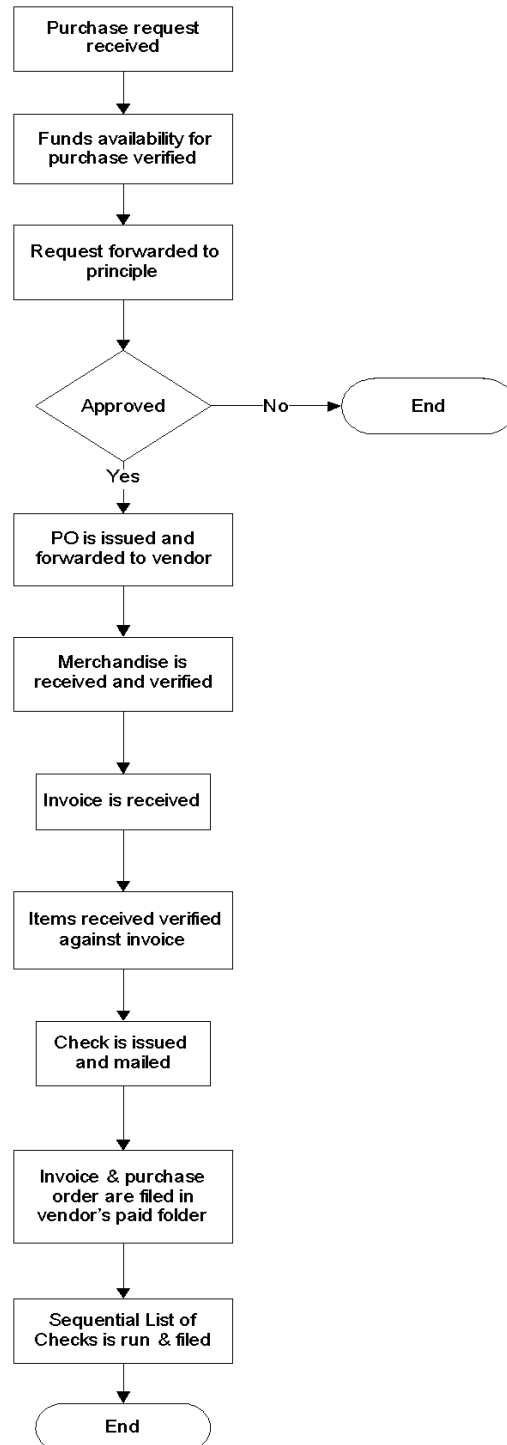 Purchase request
received
Funds availability for
purchase verified
Request forwarded to
principle
Approved
No
End
Yes
PO is issued and
forwarded to vendor
Merchandise is
received and verified
Invoice is received
Items received verified
against invoice
Check is issued
and mailed
Invoice & purchase
order are filed in
vendor's paid folder
Sequential List of
Checks is run & filed
End